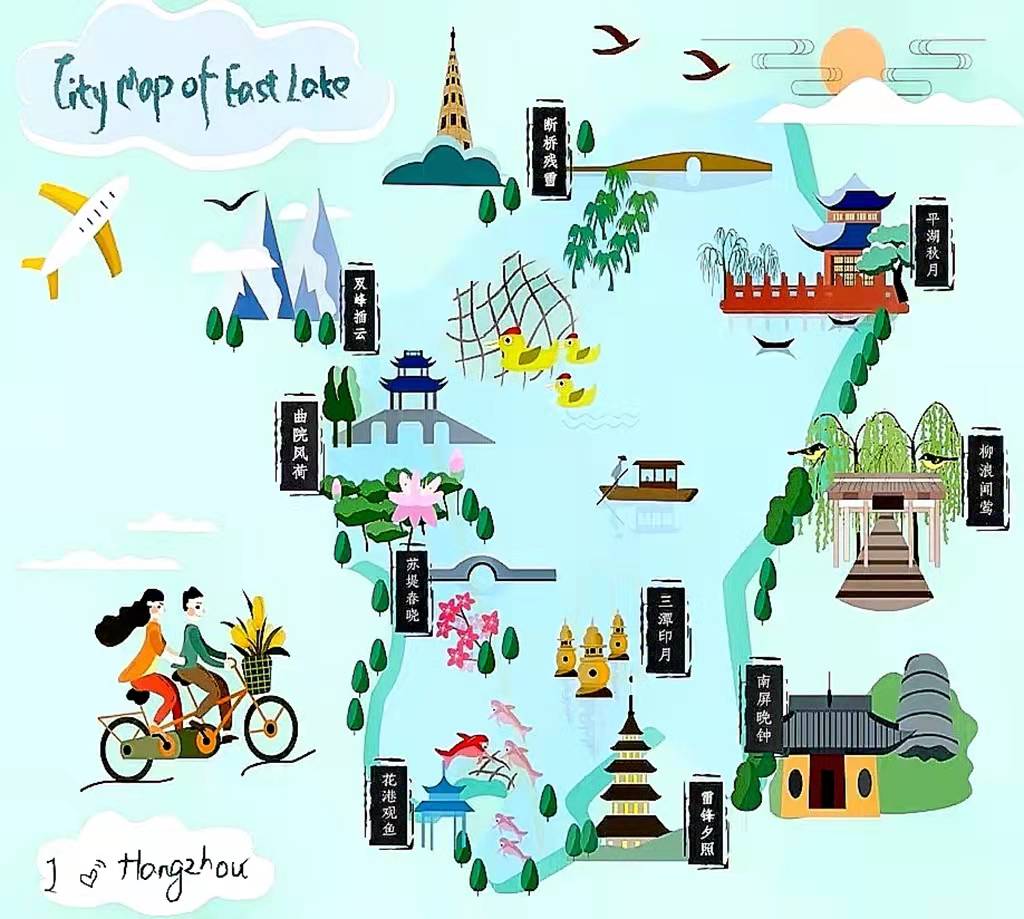 City Map of East Lake
断桥残雪
平湖秋月
双峰插云
曲院风荷
柳浪闻莺
苏堤春晓
三潭印月
南屏晚钟
花港观鱼
雷锋夕照
I Hangzhou